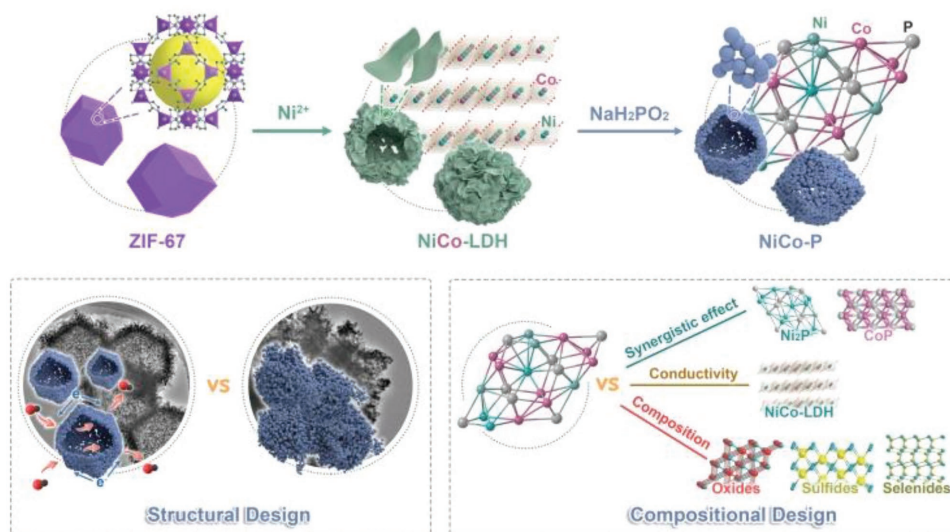 Ni²⁺
Co
Ni
NaH₂PO₂
Ni
Co
P
ZIF-67
NiCo-LDH
NiCo-P
e⁻
e⁻
VS
Structural Design
VS
Synergistic effect
Conductivity
Composition
Ni₂P
CoP
NiCo-LDH
Oxides
Sulfides
Selenides
Compositional Design